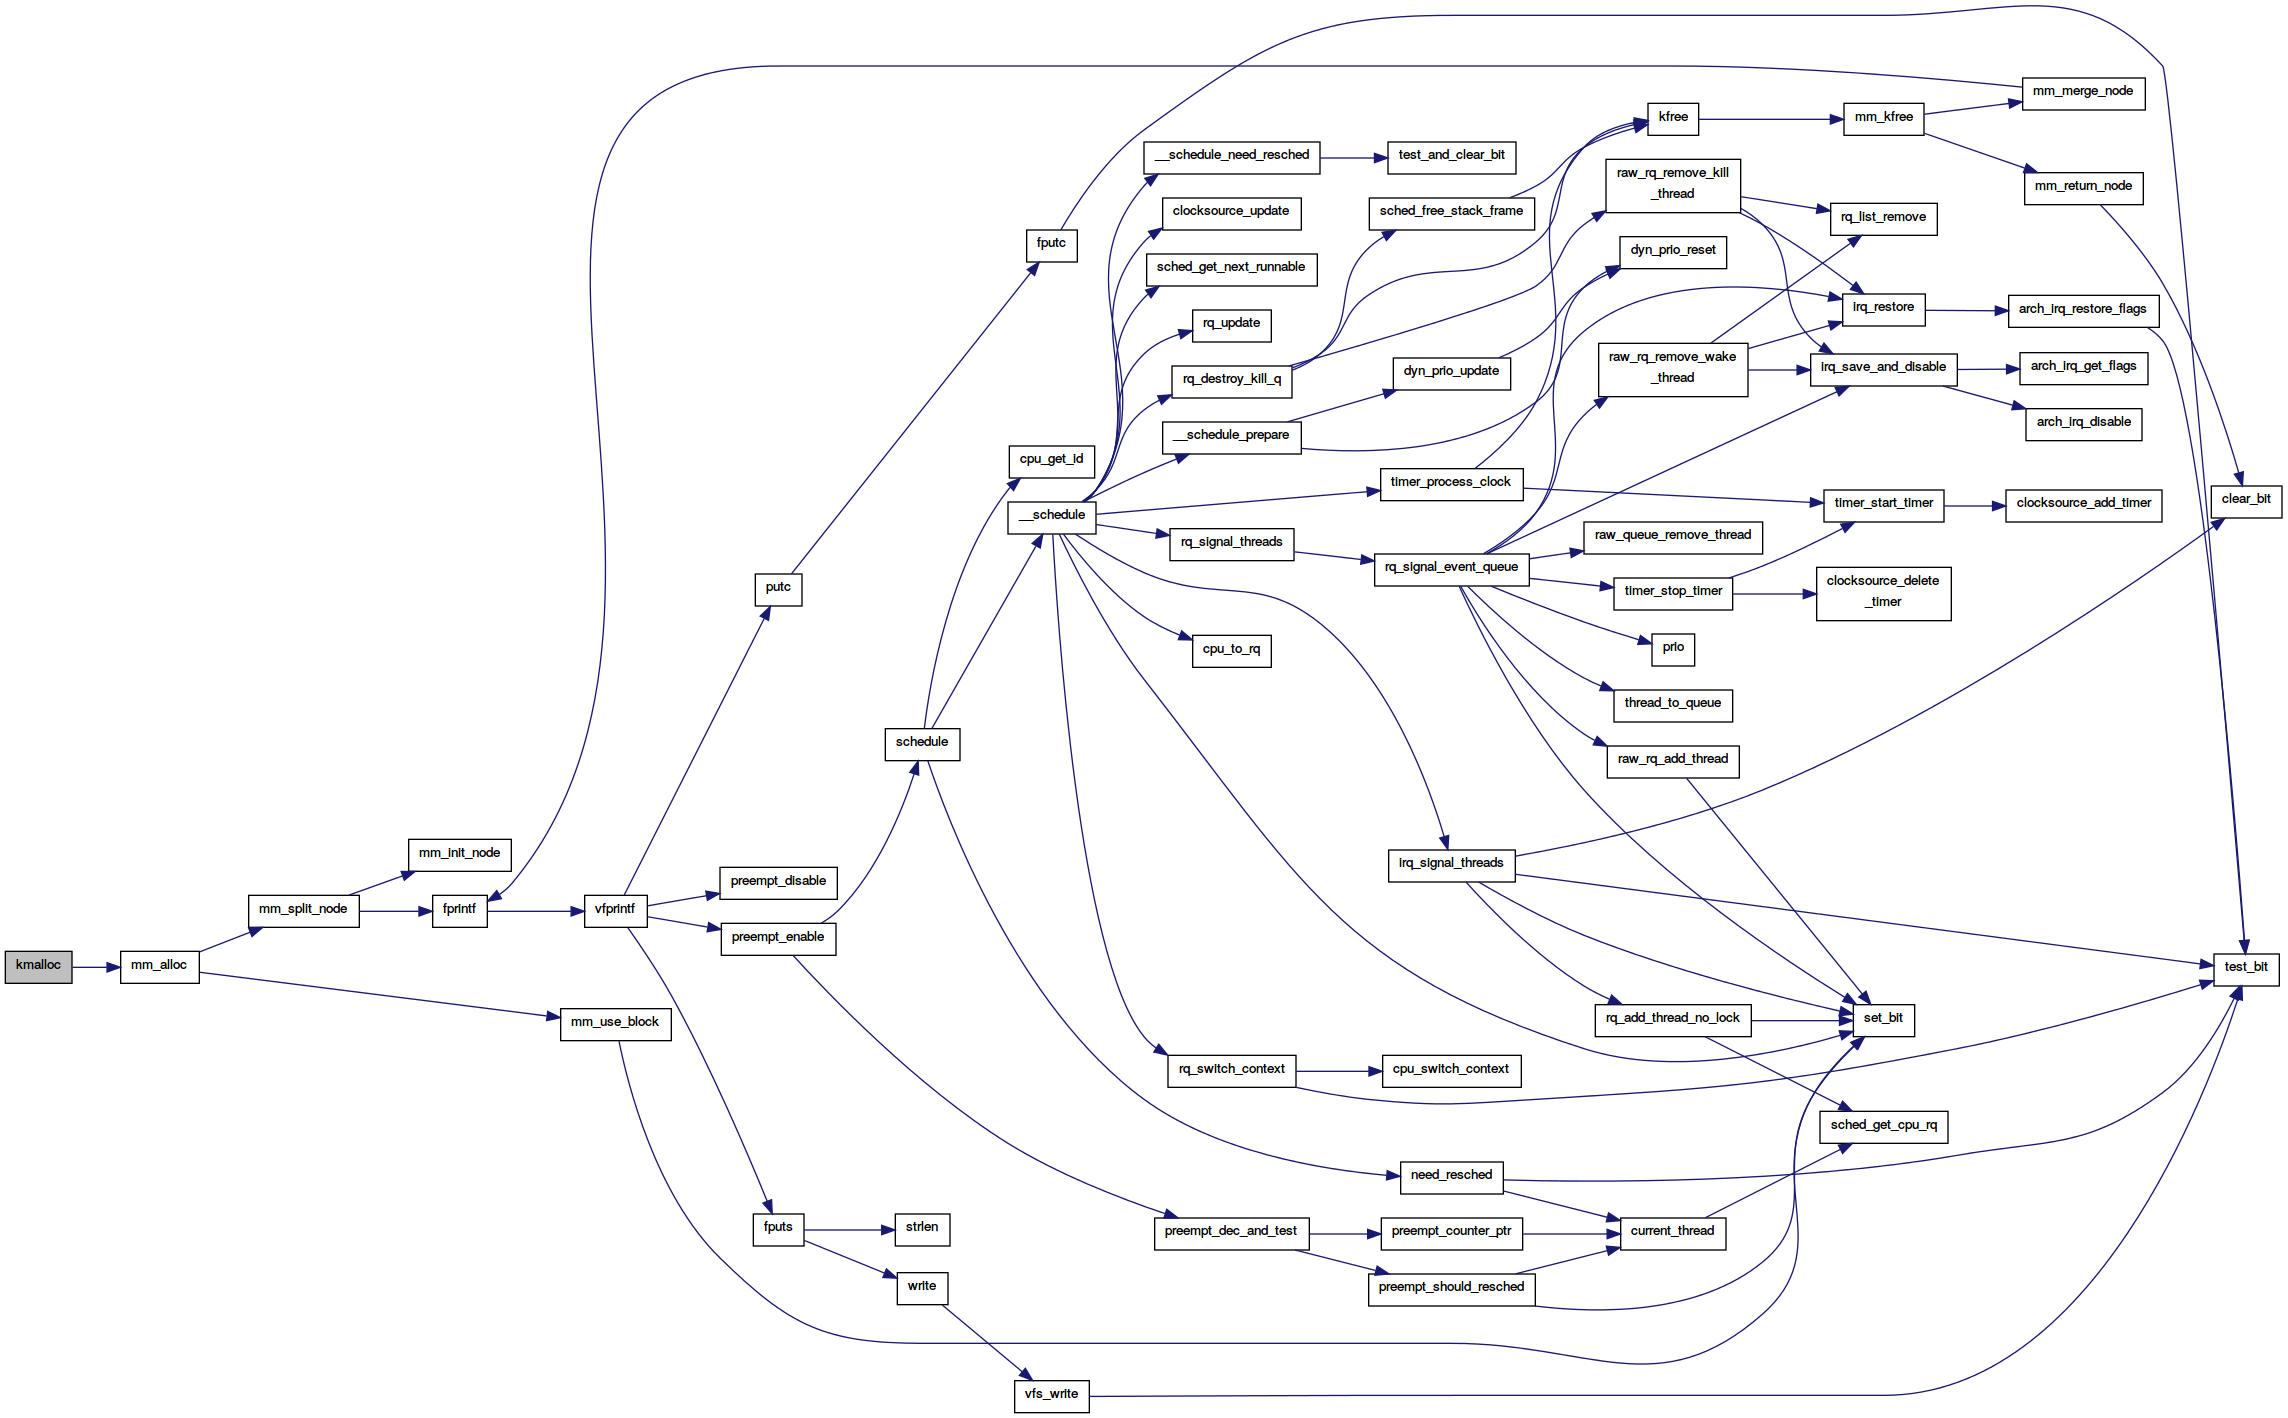 kmalloc
mm_alloc
mm_split_node
mm_init_node
fprintf
mm_use_block
vfprintf
putc
preempt_disable
preempt_enable
fputs
schedule
strlen
write
fputc
cpu_get_id
__schedule
vfs_write
__schedule_need_resched
clocksource_update
sched_get_next_runnable
rq_update
rq_destroy_kill_q
__schedule_prepare
rq_signal_threads
cpu_to_rq
rq_switch_context
preempt_dec_and_test
test_and_clear_bit
sched_free_stack_frame
dyn_prio_update
timer_process_clock
rq_signal_event_queue
irq_signal_threads
cpu_switch_context
need_resched
preempt_counter_ptr
preempt_should_resched
kfree
raw_rq_remove_kill
_thread
dyn_prio_reset
raw_rq_remove_wake
_thread
raw_queue_remove_thread
timer_stop_timer
prio
thread_to_queue
raw_rq_add_thread
rq_add_thread_no_lock
current_thread
mm_kfree
rq_list_remove
irq_restore
irq_save_and_disable
timer_start_timer
clocksource_delete
_timer
set_bit
sched_get_cpu_rq
mm_merge_node
mm_return_node
arch_irq_restore_flags
arch_irq_get_flags
arch_irq_disable
clocksource_add_timer
clear_bit
test_bit